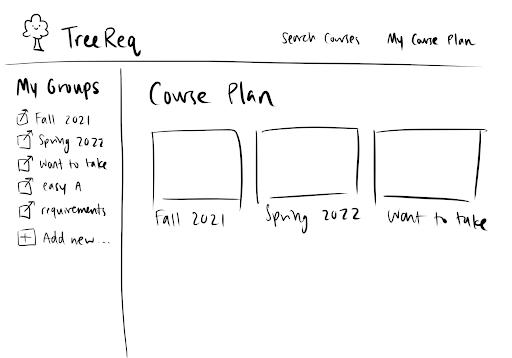 TreeReq
Search Courses
My Course Plan
My Groups
Fall 2021
Spring 2022
want to take
easy A
requirements
Add new...
Course Plan
Fall 2021
Spring 2022
want to take